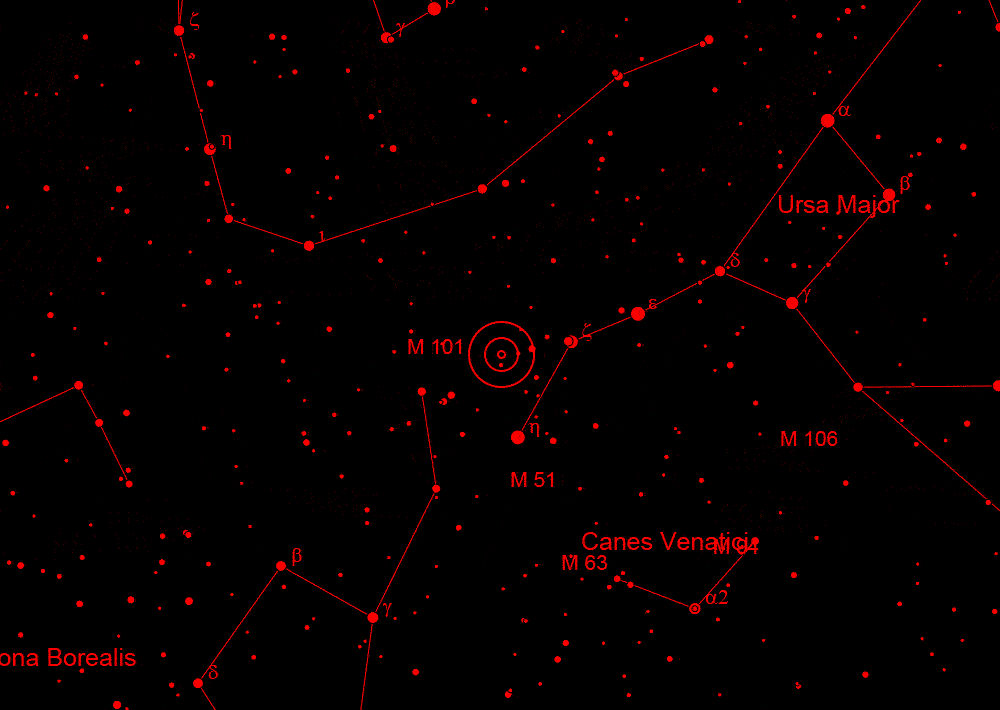 β
ζ
γ
α
η
β
Ursa Major
ι
δ
γ
ε
ζ
M 101
η
M 106
M 51
Canes Venatici
M 94
β
M 63
α2
γ
ona Borealis
δ